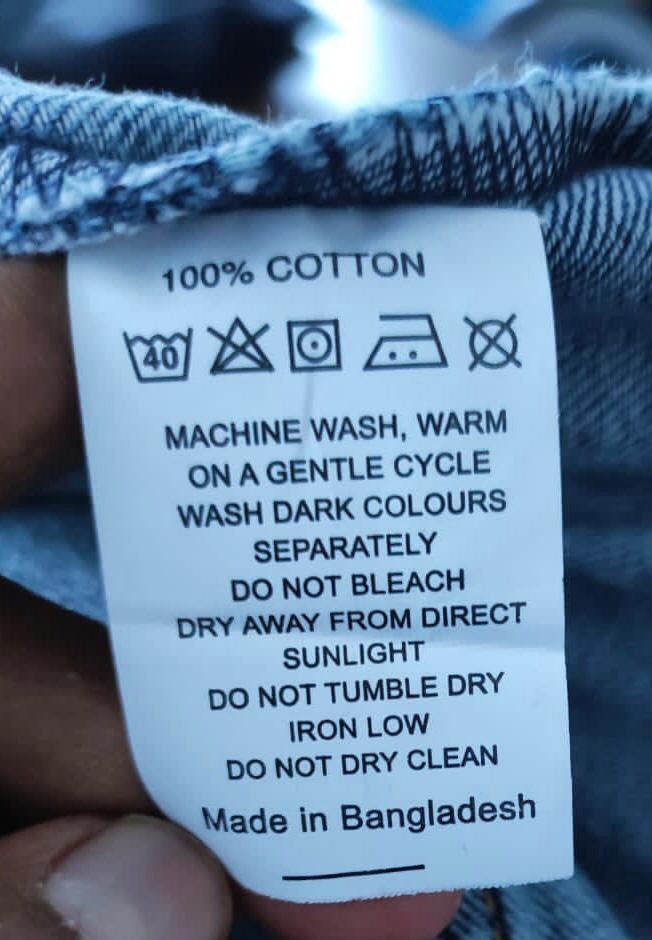 100% COTTON
40
MACHINE WASH, WARM
ON A GENTLE CYCLE
WASH DARK COLOURS
SEPARATELY
DO NOT BLEACH
DRY AWAY FROM DIRECT
SUNLIGHT
DO NOT TUMBLE DRY
IRON LOW
DO NOT DRY CLEAN
Made in Bangladesh